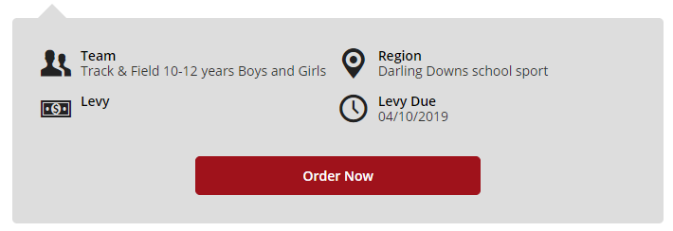 Team
Track & Field 10-12 years Boys and Girls
Region
Darling Downs school sport
Levy
Levy Due
04/10/2019
Order Now